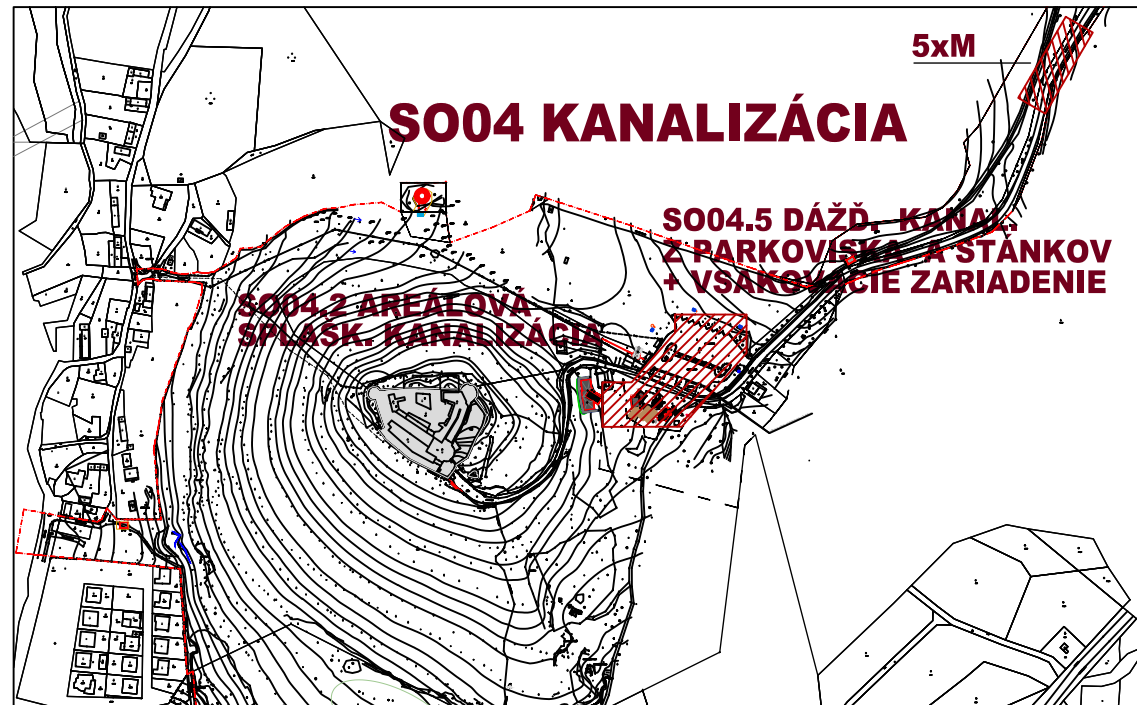 5xM
SO04 KANALIZÁCIA
SO04.5 DÁŽĎ. KANAL.
Z PARKOVISKA A STÁNKOV
+ VSAKOVACIE ZARIADENIE
SO04.2 AREÁLOVÁ
SPLAŠK. KANALIZÁCIA